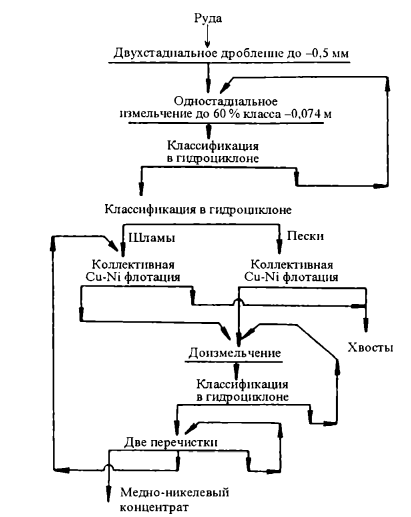 Руда
Двухстадиальное дробление до –0,5 мм
Одностадиальное
измельчение до 60 % класса –0,074 м
Классификация
в гидроциклоне
Классификация в гидроциклоне
Шламы
Пески
Коллективная
Cu-Ni флотация
Коллективная
Cu-Ni флотация
Хвосты
Доизмельчение
Классификация
в гидроциклоне
Две перечистки
Медно-никелевый
концентрат